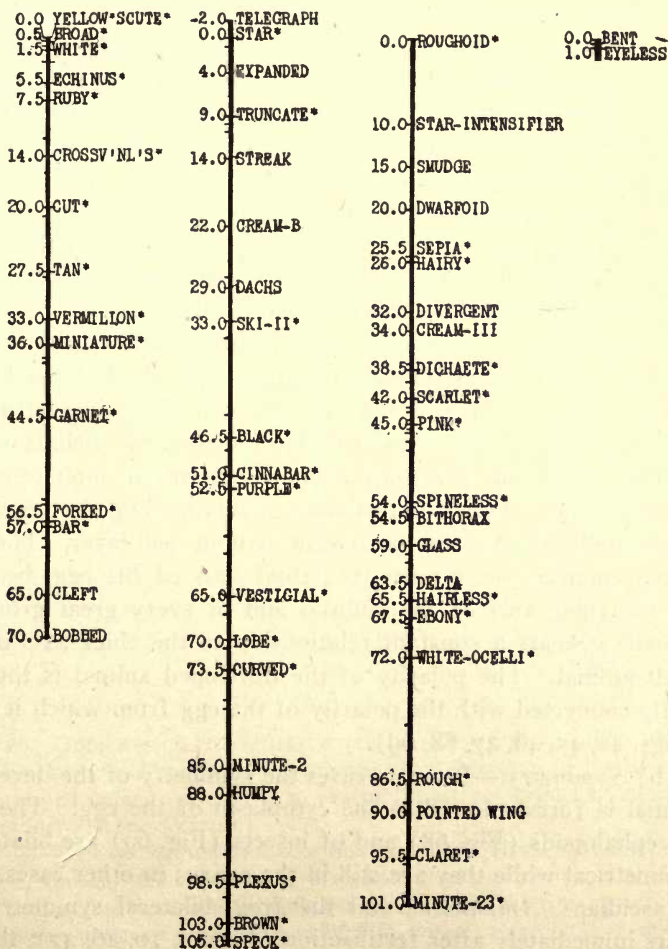 0.0 YELLOW*SCUTE*
0.5 BROAD*
1.5 WHITE*
5.5 ECHINUS*
7.5 RUBY*
14.0 CROSSV'NL'S*
20.0 CUT*
27.5 TAN*
33.0 VERMILION*
36.0 MINIATURE*
44.5 GARNET*
56.5 FORKED*
57.0 BAR*
65.0 CLEFT
70.0 BOBBED
-2.0 TELEGRAPH
0.0 STAR*
4.0 EXPANDED
9.0 TRUNCATE*
14.0 STREAK
22.0 CREAM-B
29.0 DACHS
33.0 SKI-II*
46.5 BLACK*
51.0 CINNABAR*
52.5 PURPLE*
65.0 VESTIGIAL*
70.0 LOBE*
73.5 CURVED*
85.0 MINUTE-2
88.0 HUMPY
98.5 PLEXUS*
103.0 BROWN*
105.0 SPECK*
0.0 ROUGHOID*
10.0 STAR-INTENSIFIER
15.0 SMUDGE
20.0 DWARFOID
25.5 SEPIA*
26.0 HAIRY*
32.0 DIVERGENT
34.0 CREAM-III
38.5 DICHAETE*
42.0 SCARLET*
45.0 PINK*
54.0 SPINELESS*
54.5 BITHORAX
59.0 GLASS
63.5 DELTA
65.5 HAIRLESS*
67.5 EBONY*
72.0 WHITE-OCELLI*
86.5 ROUGH*
90.0 POINTED WING
95.5 CLARET*
101.0 MINUTE-23*
0.0 BENT
1.0 EYELESS